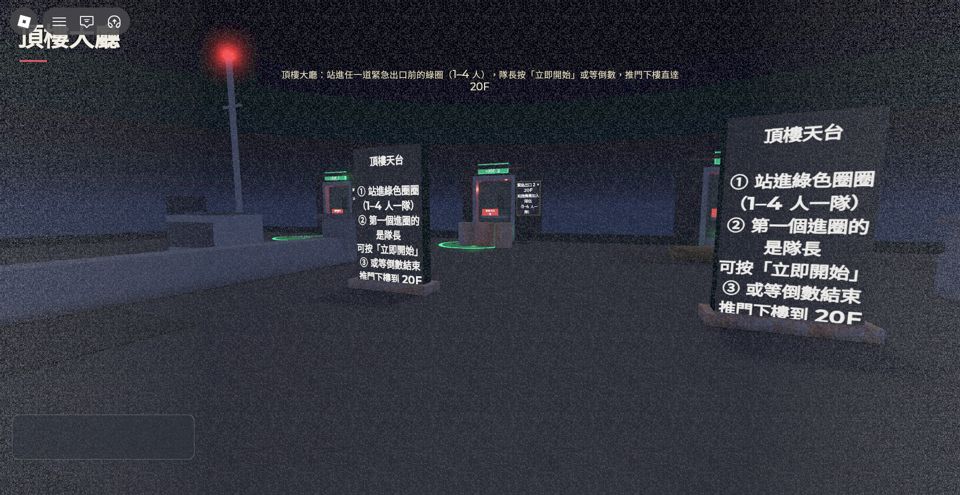 頂樓大廳
頂樓大廳：站進任一道緊急出口前的綠圈（1–4 人），隊長按「立即開始」或等倒數，推門下樓直達
20F
頂樓天台
① 站進綠色圈圈
（1–4 人一隊）
② 第一個進圈的
是隊長
可按「立即開始」
③ 或等倒數結束
推門下樓到 20F
頂樓天台
① 站進綠色圈圈
（1–4 人一隊）
② 第一個進圈的
是隊長
可按「立即開始」
③ 或等倒數結束
推門下樓到 20F